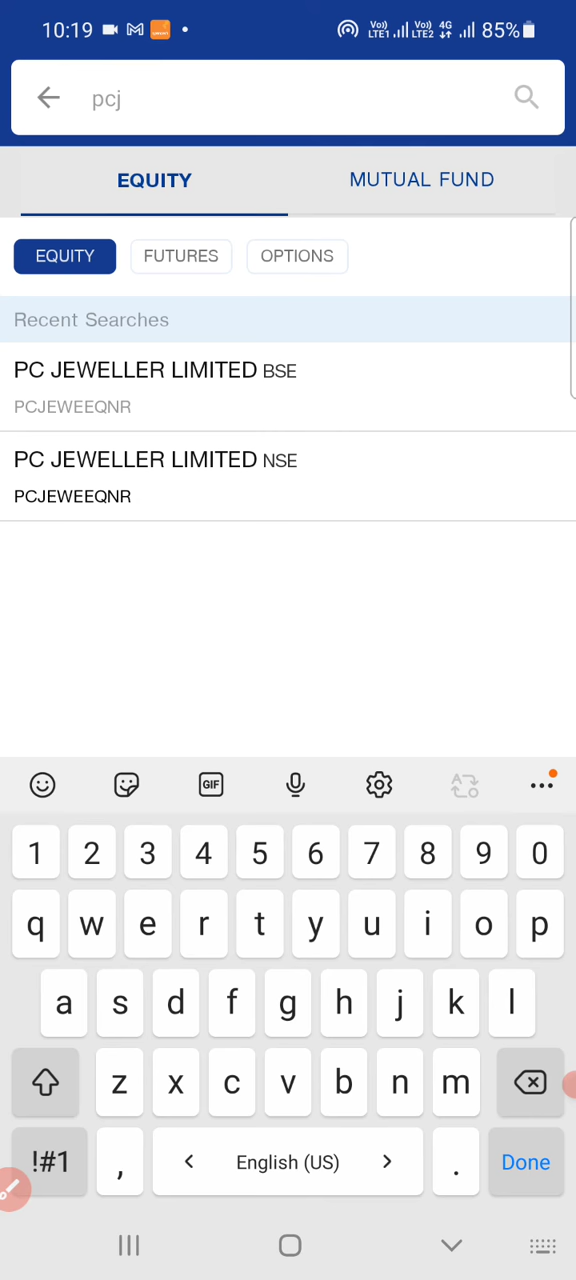 10:19 Vo)) LTE1 Vo)) LTE2 4G 85%
pcj
EQUITY MUTUAL FUND
EQUITY FUTURES OPTIONS
Recent Searches
PC JEWELLER LIMITED BSE
PCJEWEEQNR
PC JEWELLER LIMITED NSE
PCJEWEEQNR
GIF
1 2 3 4 5 6 7 8 9 0
q w e r t y u i o p
a s d f g h j k l
z x c v b n m
!#1 , < English (US) > . Done